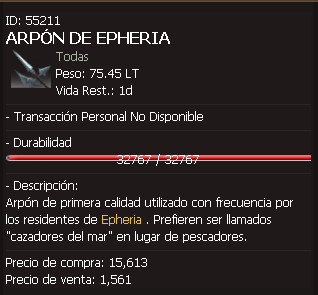 ID: 55211
ARPÓN DE EPHERIA
Todas
Peso: 75.45 LT
Vida Rest.: 1d
- Transacción Personal No Disponible
- Durabilidad
32767 / 32767
- Descripción:
Arpón de primera calidad utilizado con frecuencia por
los residentes de Epheria . Prefieren ser llamados
"cazadores del mar" en lugar de pescadores.
Precio de compra: 15,613
Precio de venta: 1,561